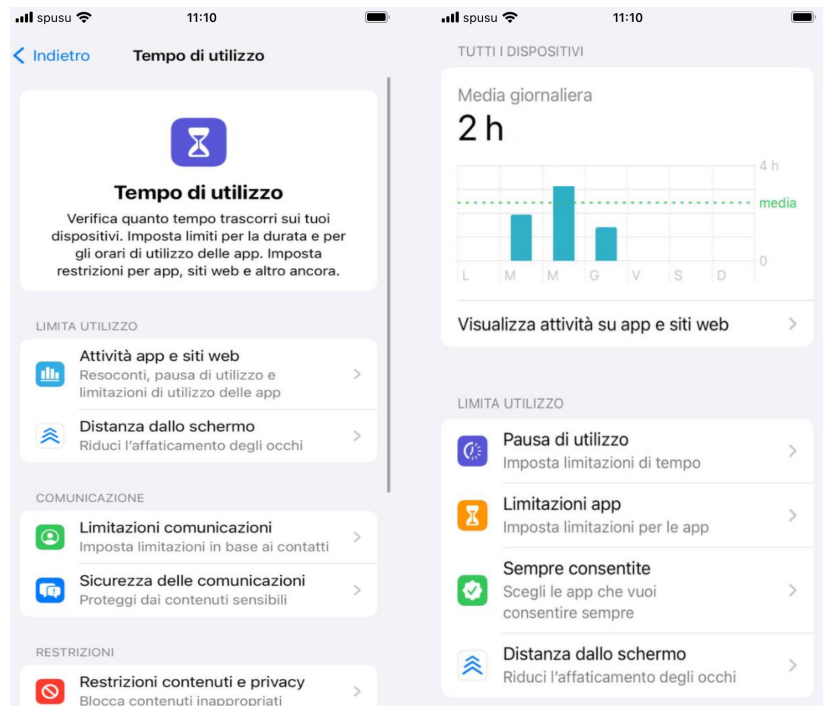 spusu 11:10
Indietro Tempo di utilizzo
Tempo di utilizzo
Verifica quanto tempo trascorri sui tuoi
dispositivi. Imposta limiti per la durata e per
gli orari di utilizzo delle app. Imposta
restrizioni per app, siti web e altro ancora.
LIMITA UTILIZZO
Attività app e siti web
Resoconti, pausa di utilizzo e
limitazioni di utilizzo delle app
Distanza dallo schermo
Riduci l'affaticamento degli occhi
COMUNICAZIONE
Limitazioni comunicazioni
Imposta limitazioni in base ai contatti
Sicurezza delle comunicazioni
Proteggi dai contenuti sensibili
RESTRIZIONI
Restrizioni contenuti e privacy
Blocca contenuti inappropriati
spusu 11:10
TUTTI I DISPOSITIVI
Media giornaliera
2 h
4 h
media
0
L M M G V S D
Visualizza attività su app e siti web
LIMITA UTILIZZO
Pausa di utilizzo
Imposta limitazioni di tempo
Limitazioni app
Imposta limitazioni per le app
Sempre consentite
Scegli le app che vuoi
consentire sempre
Distanza dallo schermo
Riduci l'affaticamento degli occhi